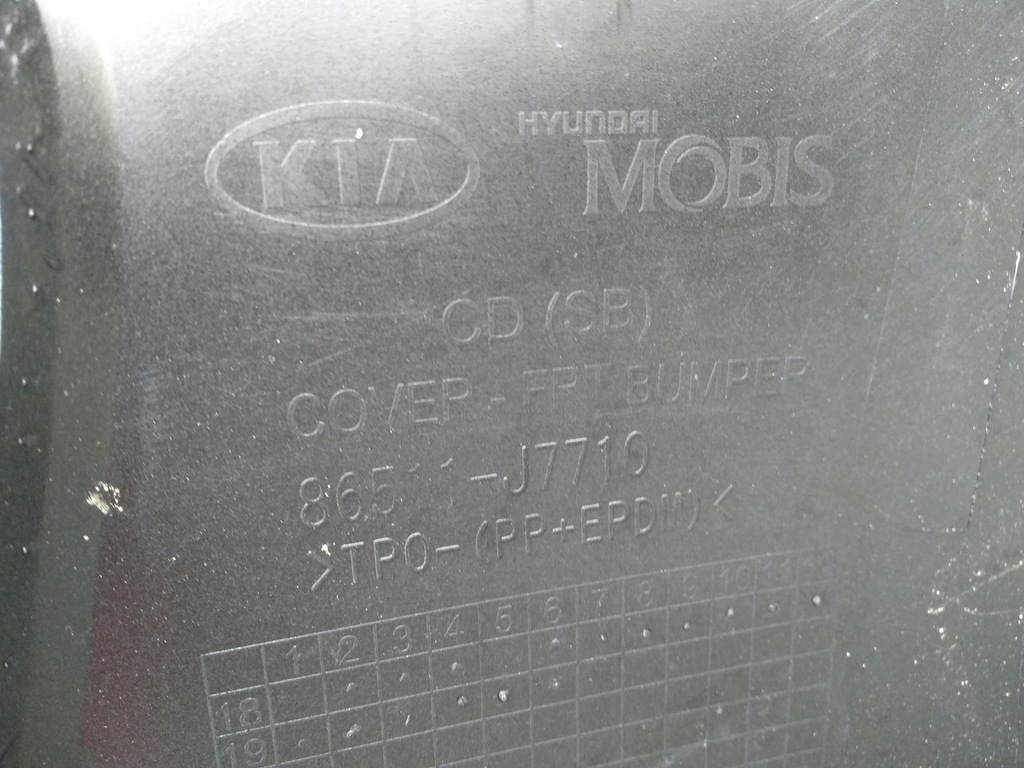 KIA
HYUNDAI
MOBIS
CD (SB)
COVER - FRT BUMPER
86511-J7710
>TPO-(PP+EPDM)<
1 2 3 4 5 6 7 8 9 10 11
18
19